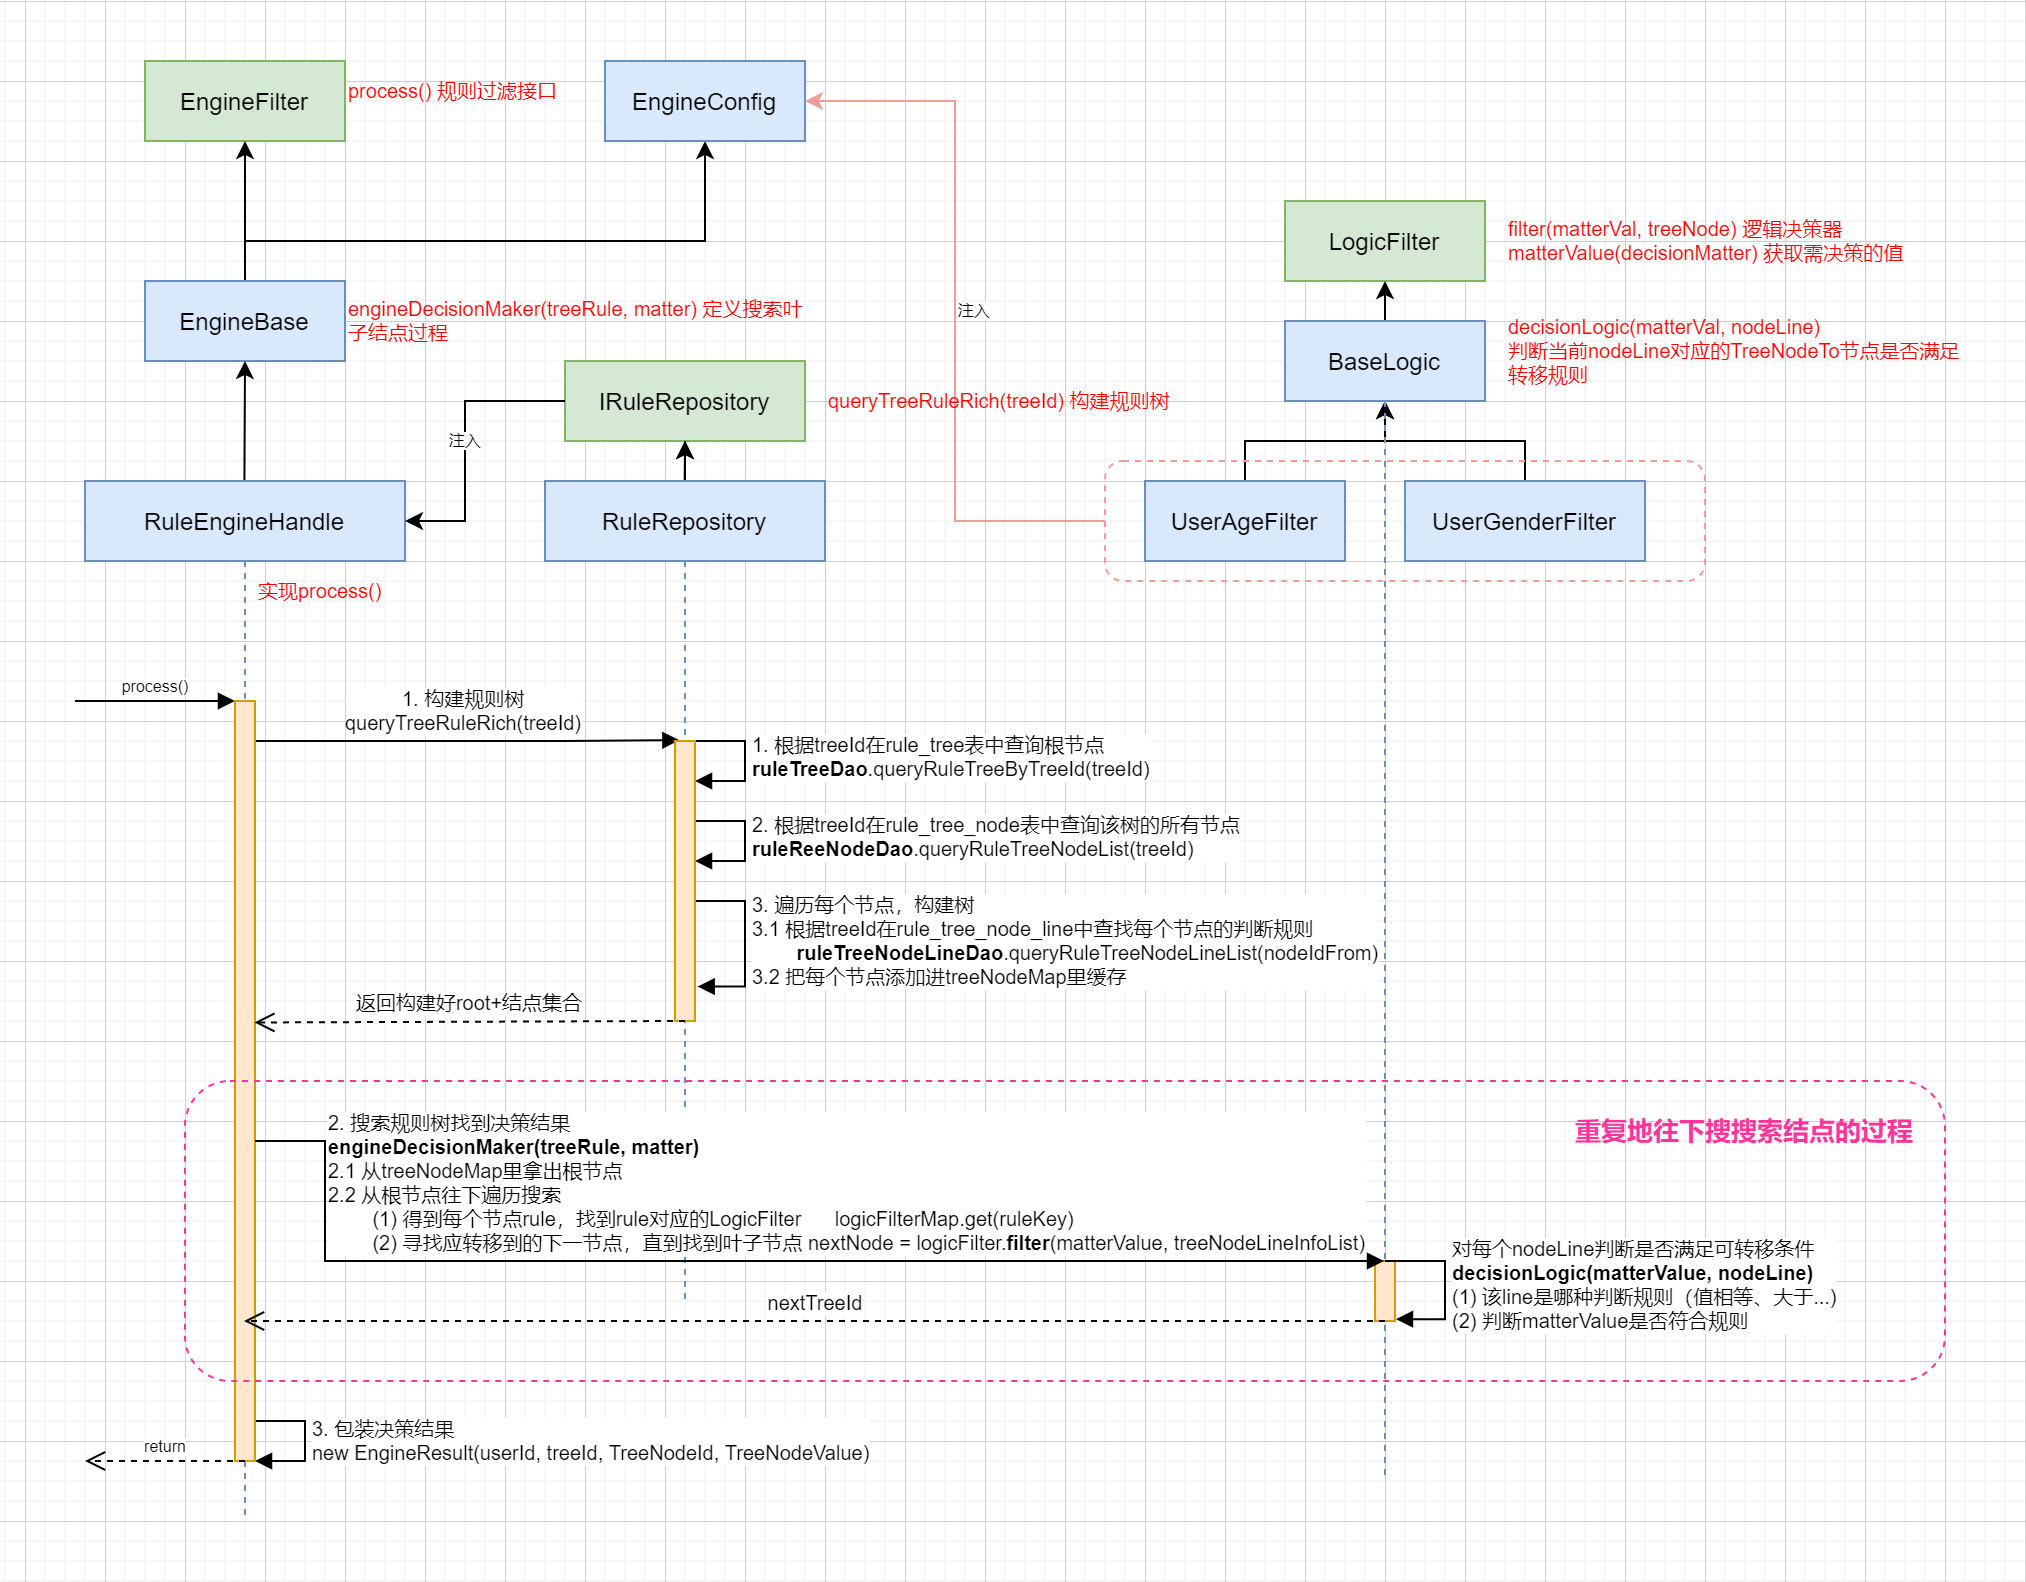 EngineFilter
process() 规则过滤接口
EngineConfig
LogicFilter
filter(matterVal, treeNode) 逻辑决策器
matterValue(decisionMatter) 获取需决策的值
EngineBase
engineDecisionMaker(treeRule, matter) 定义搜索叶
子结点过程
注入
BaseLogic
decisionLogic(matterVal, nodeLine)
判断当前nodeLine对应的TreeNodeTo节点是否满足
转移规则
IRuleRepository
queryTreeRuleRich(treeId) 构建规则树
注入
RuleEngineHandle
RuleRepository
UserAgeFilter
UserGenderFilter
实现process()
process()
1. 构建规则树
queryTreeRuleRich(treeId)
1. 根据treeId在rule_tree表中查询根节点
ruleTreeDao.queryRuleTreeByTreeId(treeId)
2. 根据treeId在rule_tree_node表中查询该树的所有节点
ruleReeNodeDao.queryRuleTreeNodeList(treeId)
3. 遍历每个节点，构建树
3.1 根据treeId在rule_tree_node_line中查找每个节点的判断规则
ruleTreeNodeLineDao.queryRuleTreeNodeLineList(nodeIdFrom)
3.2 把每个节点添加进treeNodeMap里缓存
返回构建好root+结点集合
重复地往下搜搜索结点的过程
2. 搜索规则树找到决策结果
engineDecisionMaker(treeRule, matter)
2.1 从treeNodeMap里拿出根节点
2.2 从根节点往下遍历搜索
(1) 得到每个节点rule，找到rule对应的LogicFilter logicFilterMap.get(ruleKey)
(2) 寻找应转移到的下一节点，直到找到叶子节点 nextNode = logicFilter.filter(matterValue, treeNodeLineInfoList)
对每个nodeLine判断是否满足可转移条件
decisionLogic(matterValue, nodeLine)
(1) 该line是哪种判断规则（值相等、大于...)
(2) 判断matterValue是否符合规则
nextTreeId
3. 包装决策结果
new EngineResult(userId, treeId, TreeNodeId, TreeNodeValue)
return